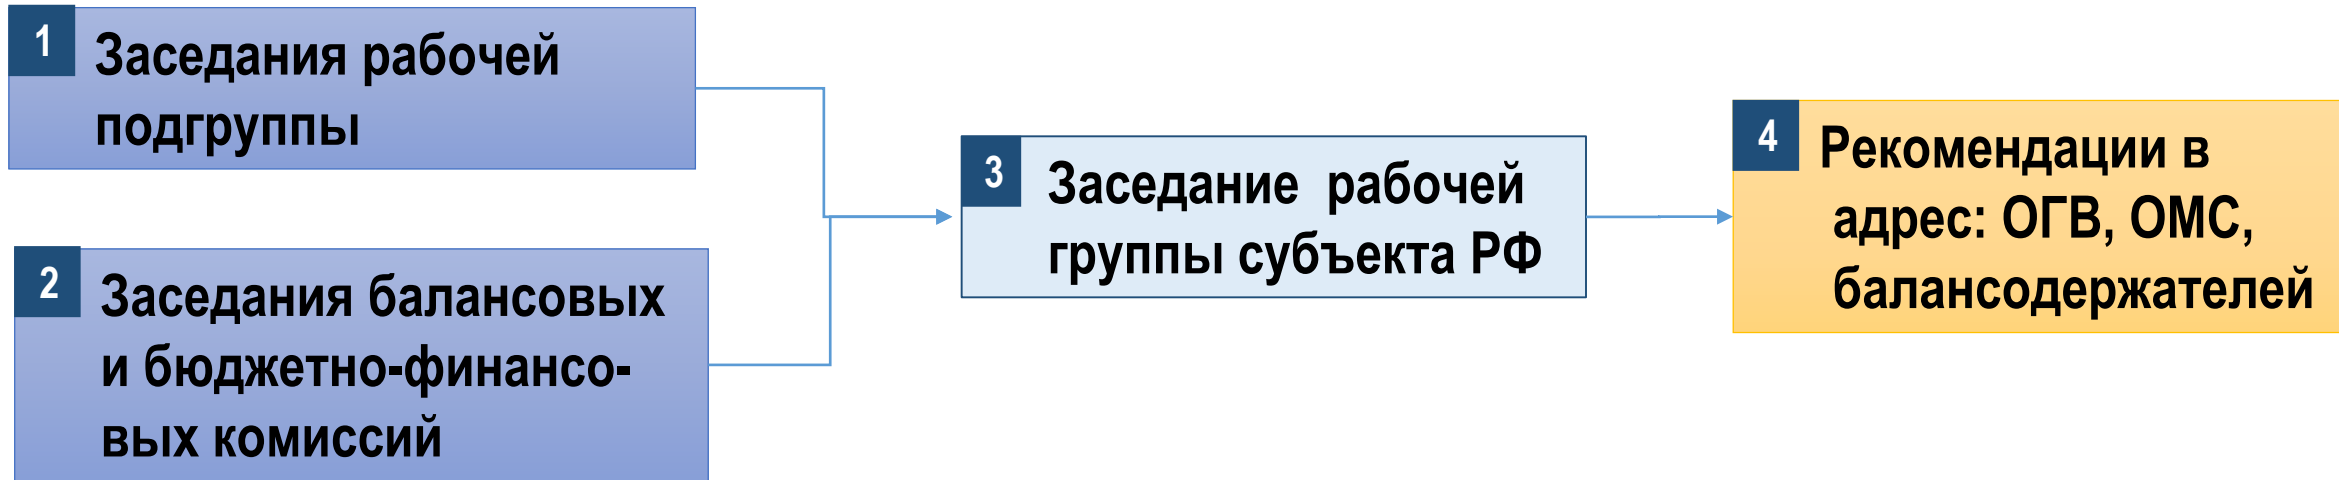 1
Заседания рабочей
подгруппы
2
Заседания балансовых
и бюджетно-финансо-
вых комиссий
3
Заседание рабочей
группы субъекта РФ
4
Рекомендации в
адрес: ОГВ, ОМС,
балансодержателей